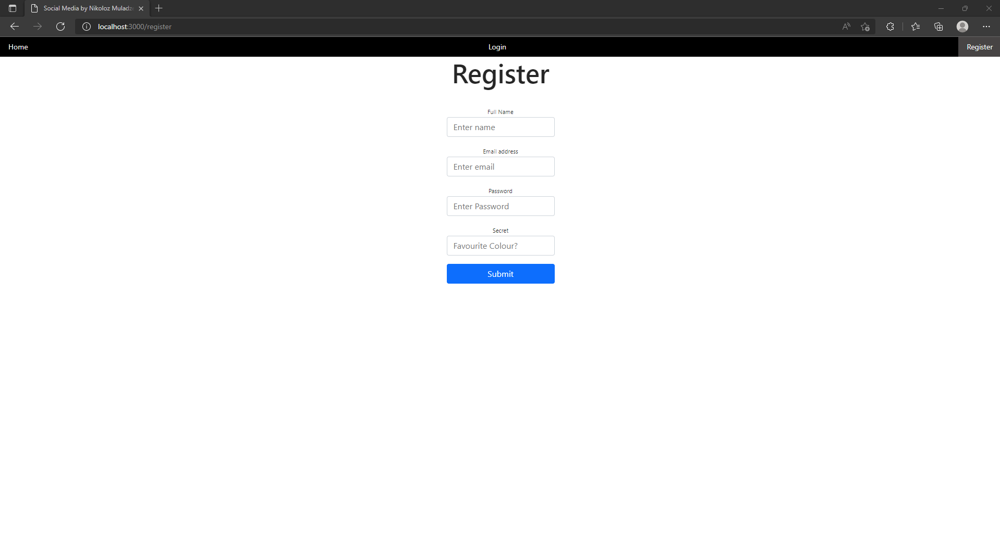 Social Media by Nikoloz Muladz
localhost:3000/register
Home
Login
Register
Register
Full Name
Enter name
Email address
Enter email
Password
Enter Password
Secret
Favourite Colour?
Submit